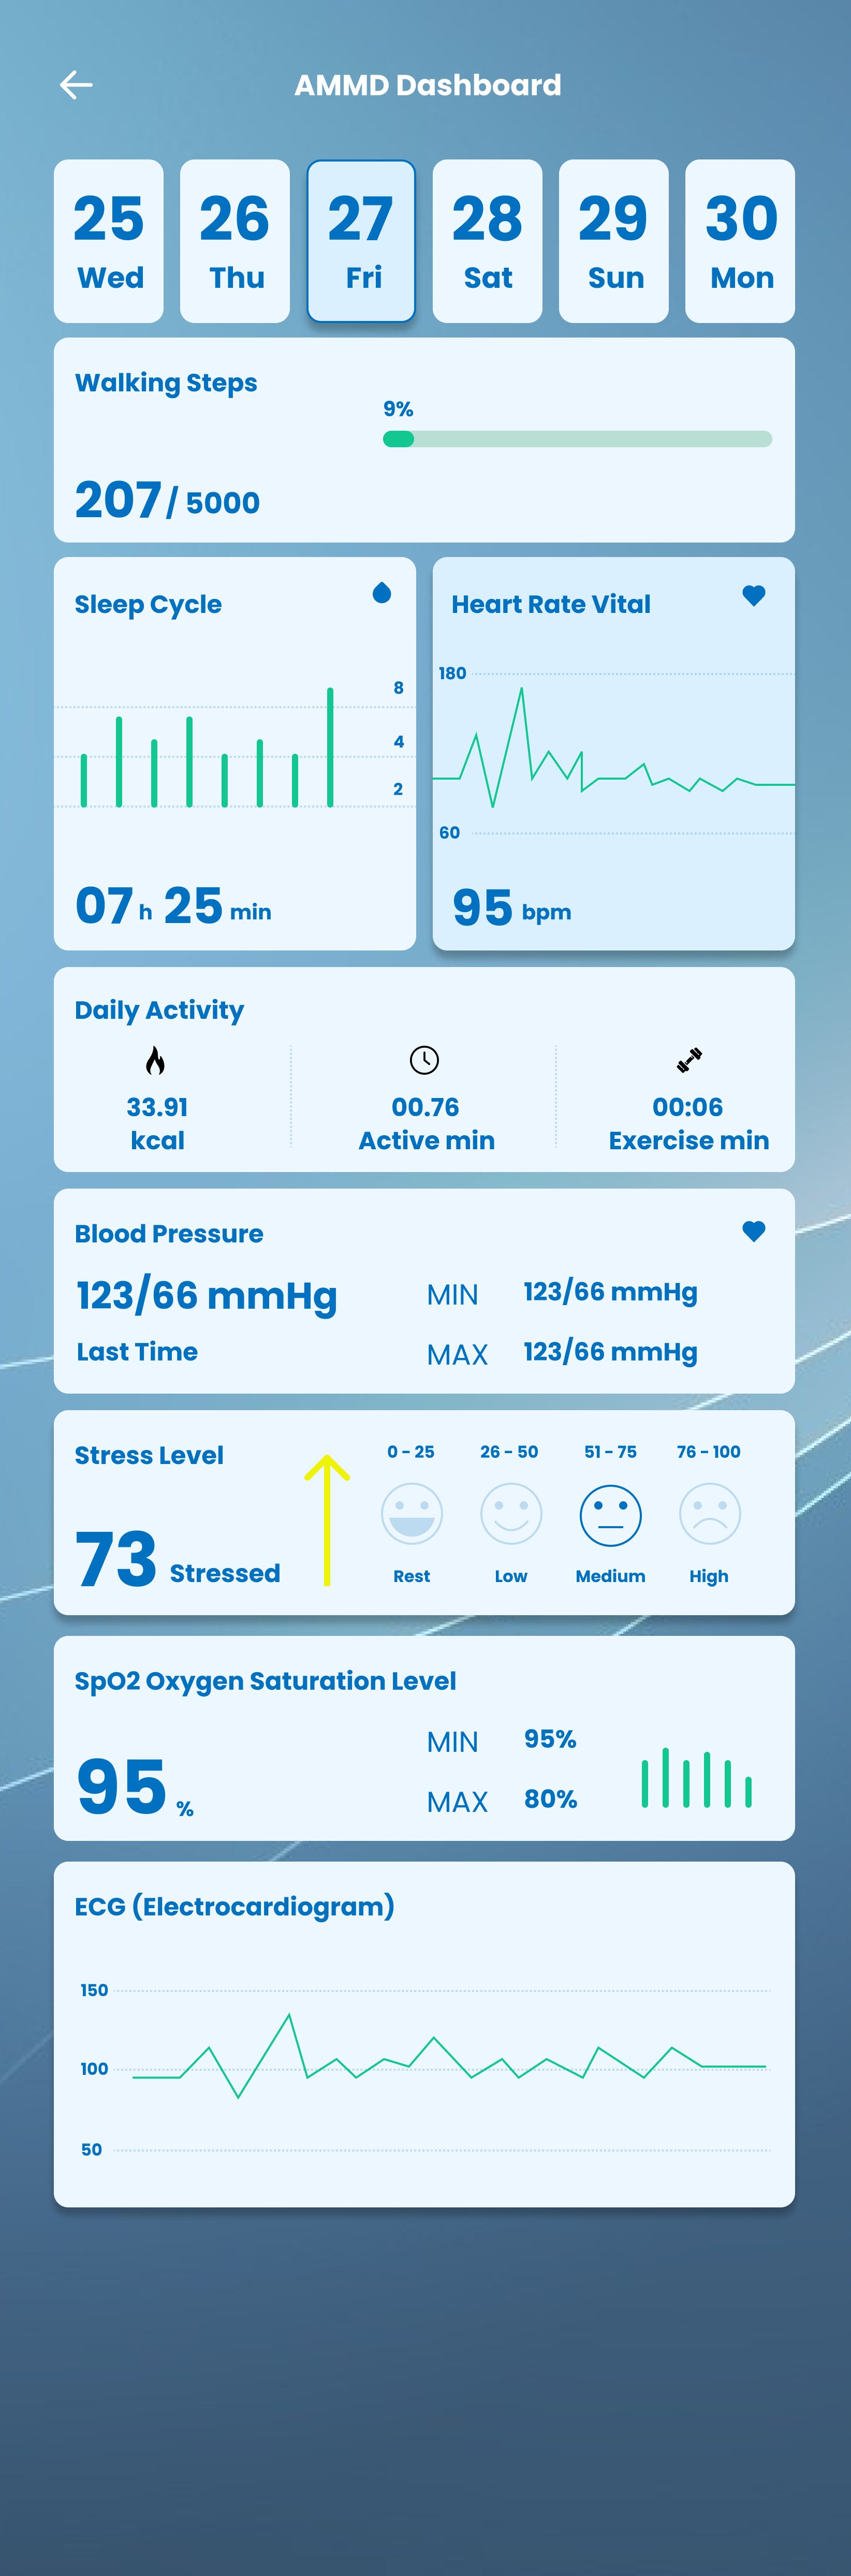 AMMD Dashboard
25 26 27 28 29 30
Wed Thu Fri Sat Sun Mon
Walking Steps
9%
207/ 5000
Sleep Cycle
8
4
2
07 h 25 min
Heart Rate Vital
180
60
95 bpm
Daily Activity
33.91
kcal
00.76
Active min
00:06
Exercise min
Blood Pressure
123/66 mmHg
Last Time
MIN 123/66 mmHg
MAX 123/66 mmHg
Stress Level
73 Stressed
0 - 25 26 - 50 51 - 75 76 - 100
Rest Low Medium High
SpO2 Oxygen Saturation Level
95 %
MIN 95%
MAX 80%
ECG (Electrocardiogram)
150
100
50